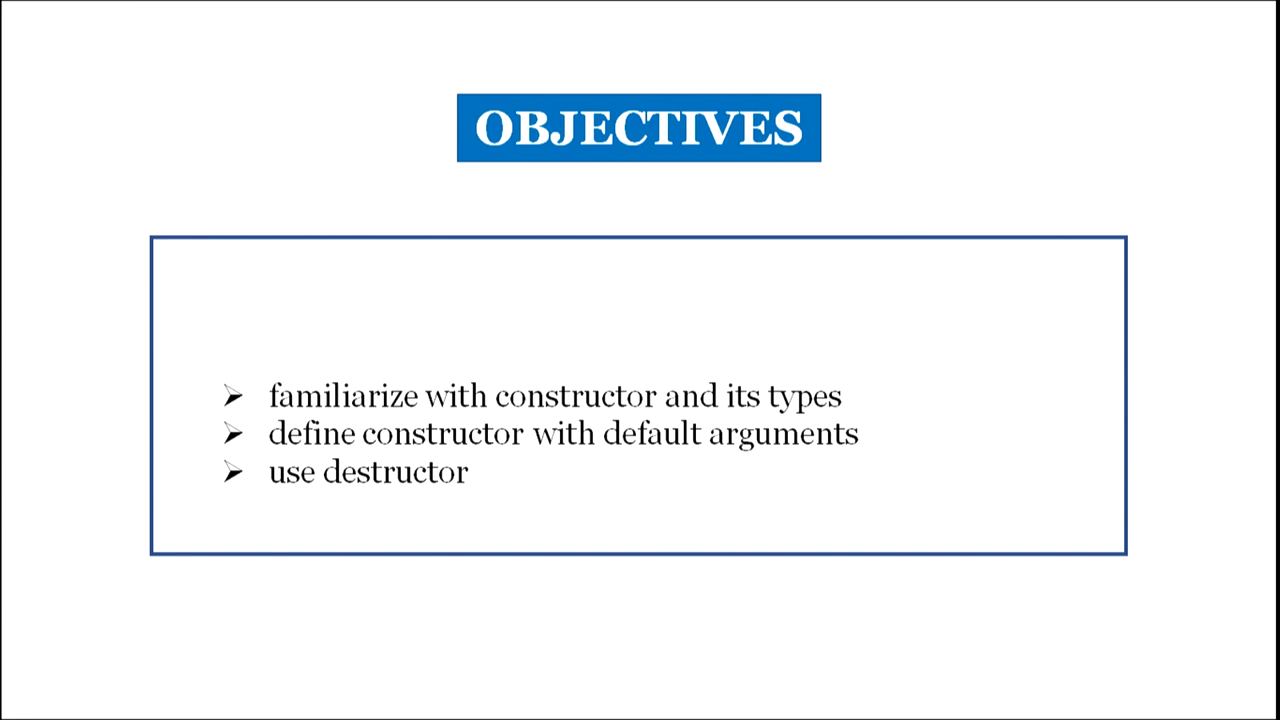 OBJECTIVES
➢ familiarize with constructor and its types
➢ define constructor with default arguments
➢ use destructor